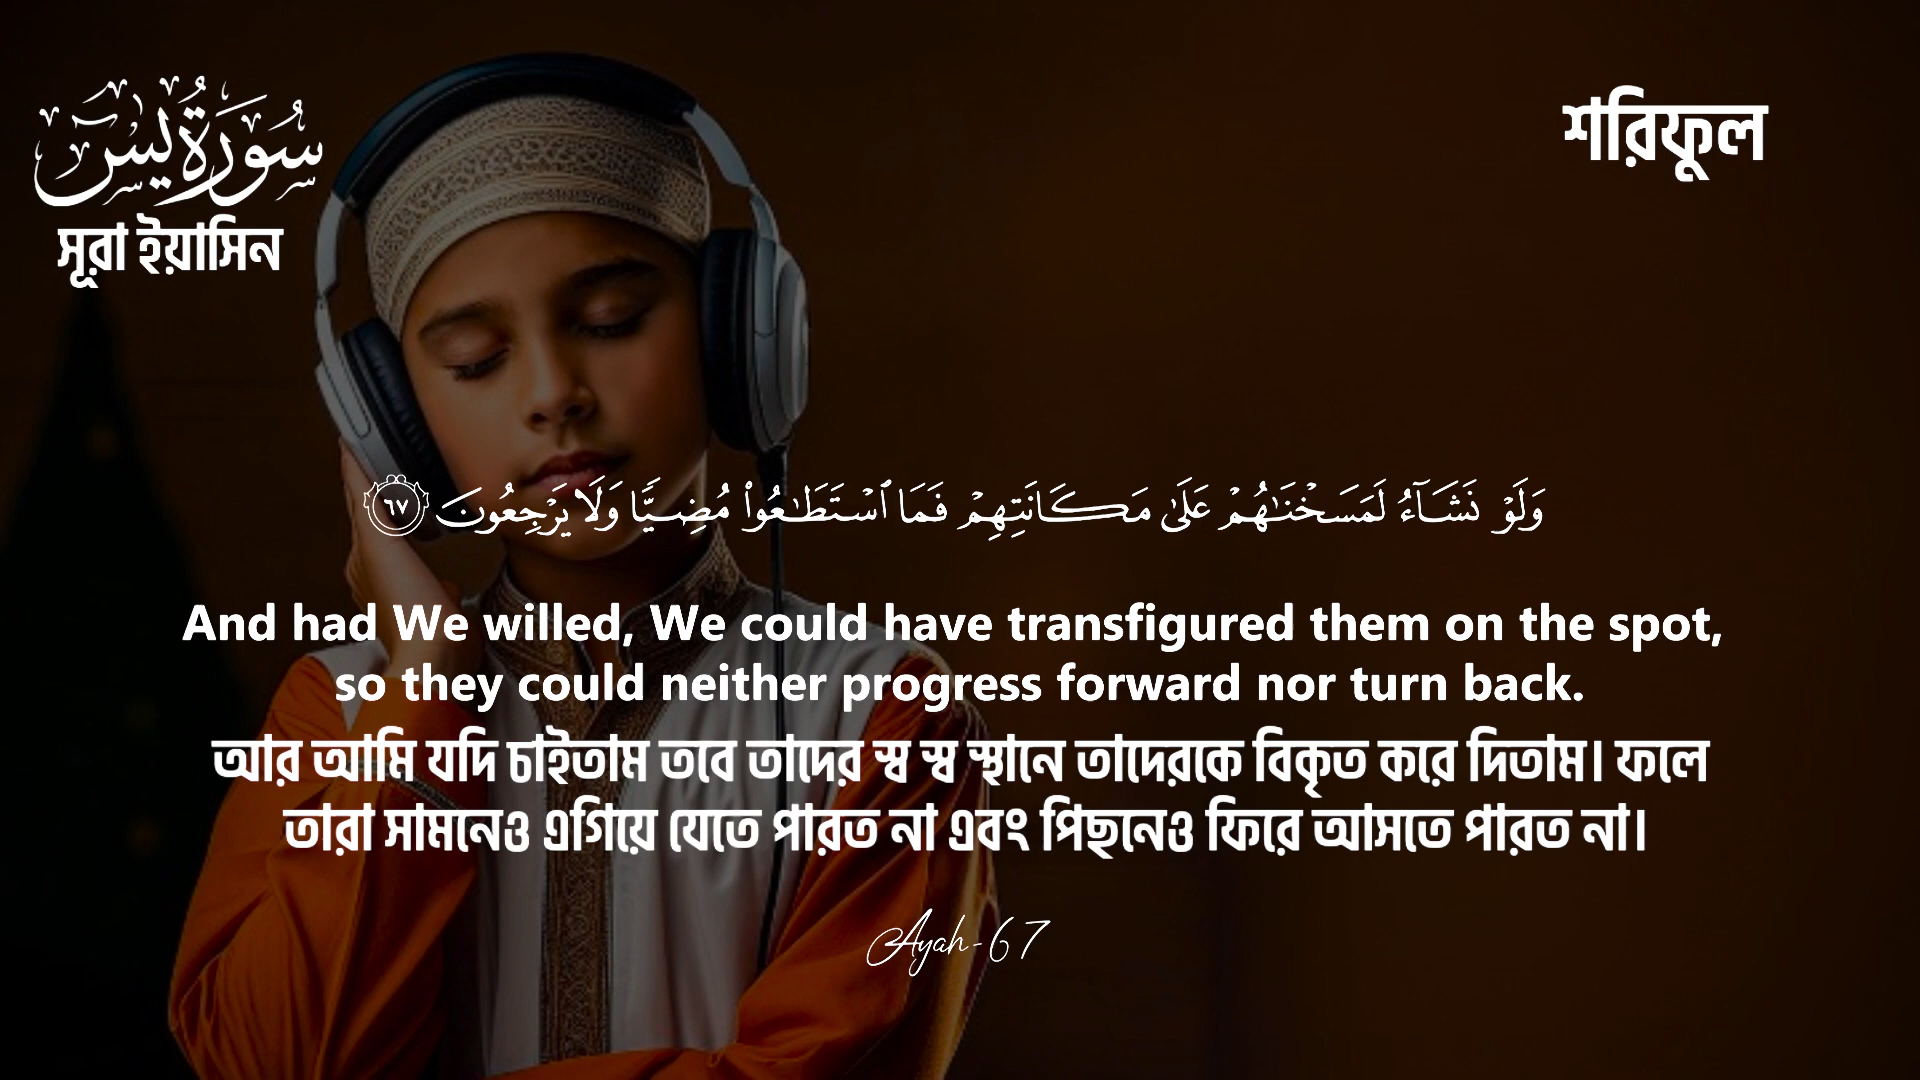 سُورَةُ يسٓ
সূরা ইয়াসিন
শরিফুল
وَلَوْ نَشَآءُ لَمَسَخْنَـٰهُمْ عَلَىٰ مَكَانَتِهِمْ فَمَا ٱسْتَطَـٰعُوا۟ مُضِيًّا وَلَا يَرْجِعُونَ ٦٧
And had We willed, We could have transfigured them on the spot,
so they could neither progress forward nor turn back.
আর আমি যদি চাইতাম তবে তাদের স্ব স্ব স্থানে তাদেরকে বিকৃত করে দিতাম। ফলে
তারা সামনেও এগিয়ে যেতে পারত না এবং পিছনেও ফিরে আসতে পারত না।
Ayah-67